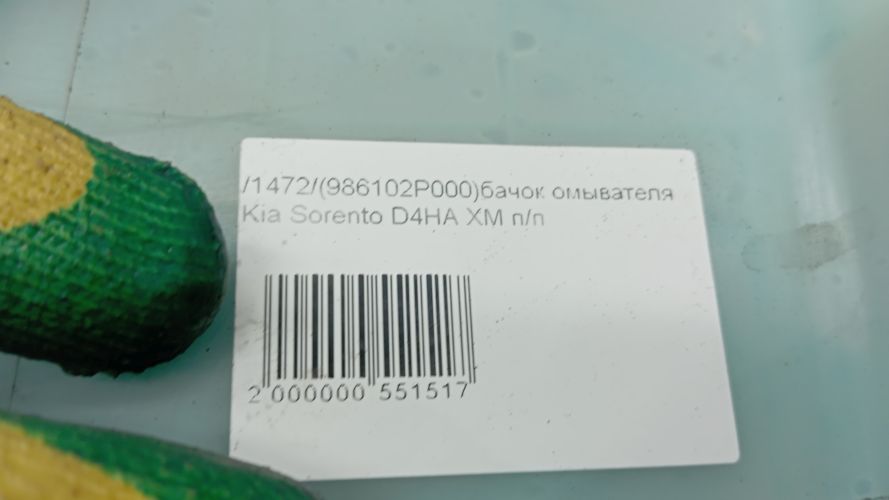 /1472/(986102P000)бачок омывателя
Kia Sorento D4HA XM п/п
2 000000 551517